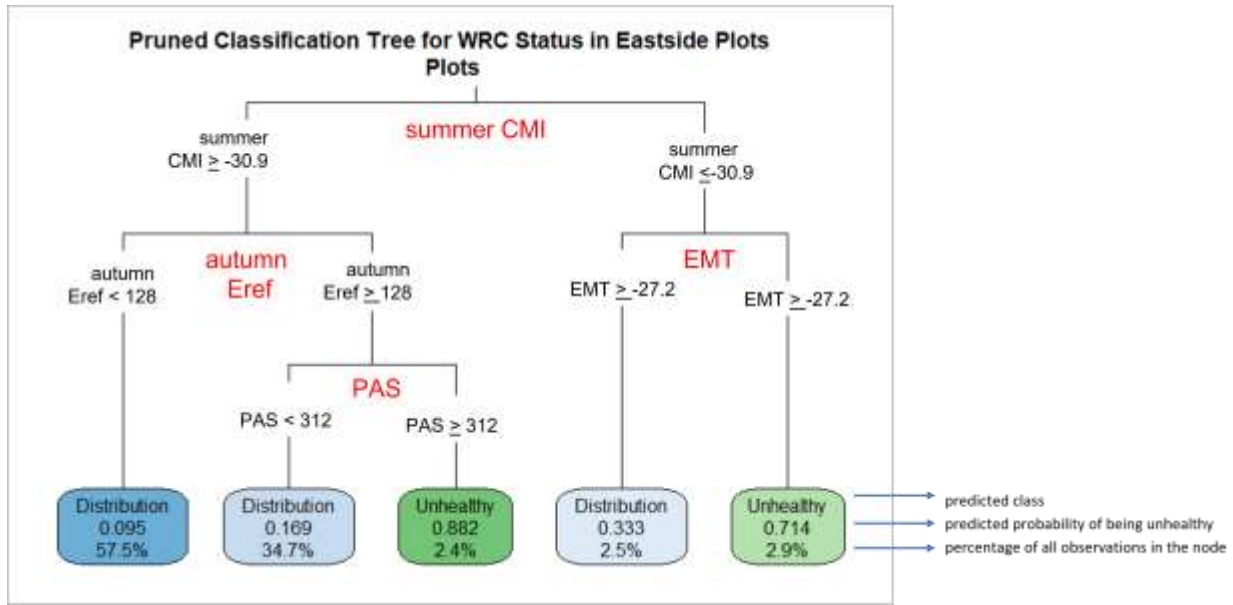 Pruned Classification Tree for WRC Status in Eastside Plots
Plots
summer CMI
summer
CMI ≥ -30.9
summer
CMI ≤-30.9
autumn
Eref
autumn
Eref < 128
autumn
Eref ≥ 128
EMT
EMT ≥ -27.2
EMT ≥ -27.2
PAS
PAS < 312
PAS ≥ 312
Distribution
0.095
57.5%
Distribution
0.169
34.7%
Unhealthy
0.882
2.4%
Distribution
0.333
2.5%
Unhealthy
0.714
2.9%
predicted class
predicted probability of being unhealthy
percentage of all observations in the node